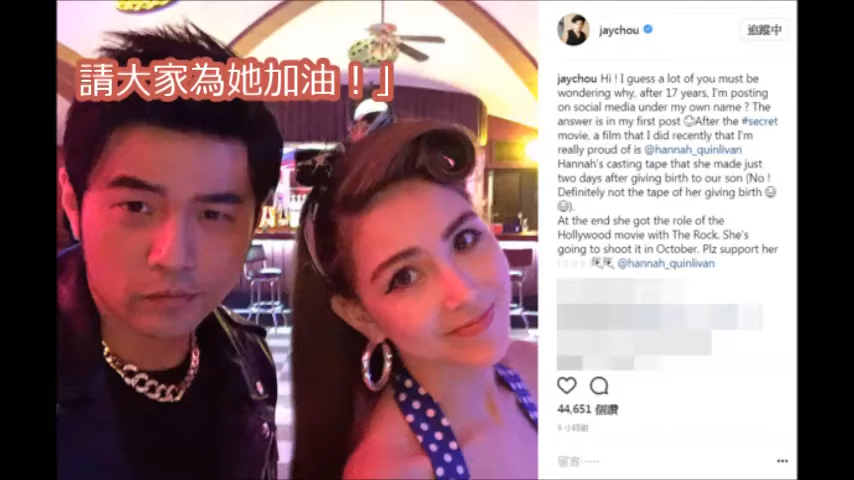 請大家為她加油！」
jaychou
追蹤中
jaychou Hi ! I guess a lot of you must be
wondering why, after 17 years, I'm posting
on social media under my own name ? The
answer is in my first post 😊After the #secret
movie, a film that I did recently that I'm
really proud of is @hannah_quinlivan
Hannah's casting tape that she made just
two days after giving birth to our son (No !
Definitely not the tape of her giving birth 😂
😂).
At the end she got the role of the
Hollywood movie with The Rock. She's
going to shoot it in October. Plz support her
@hannah_quinlivan
44,651 個讚
6 小時前
留言⋯⋯